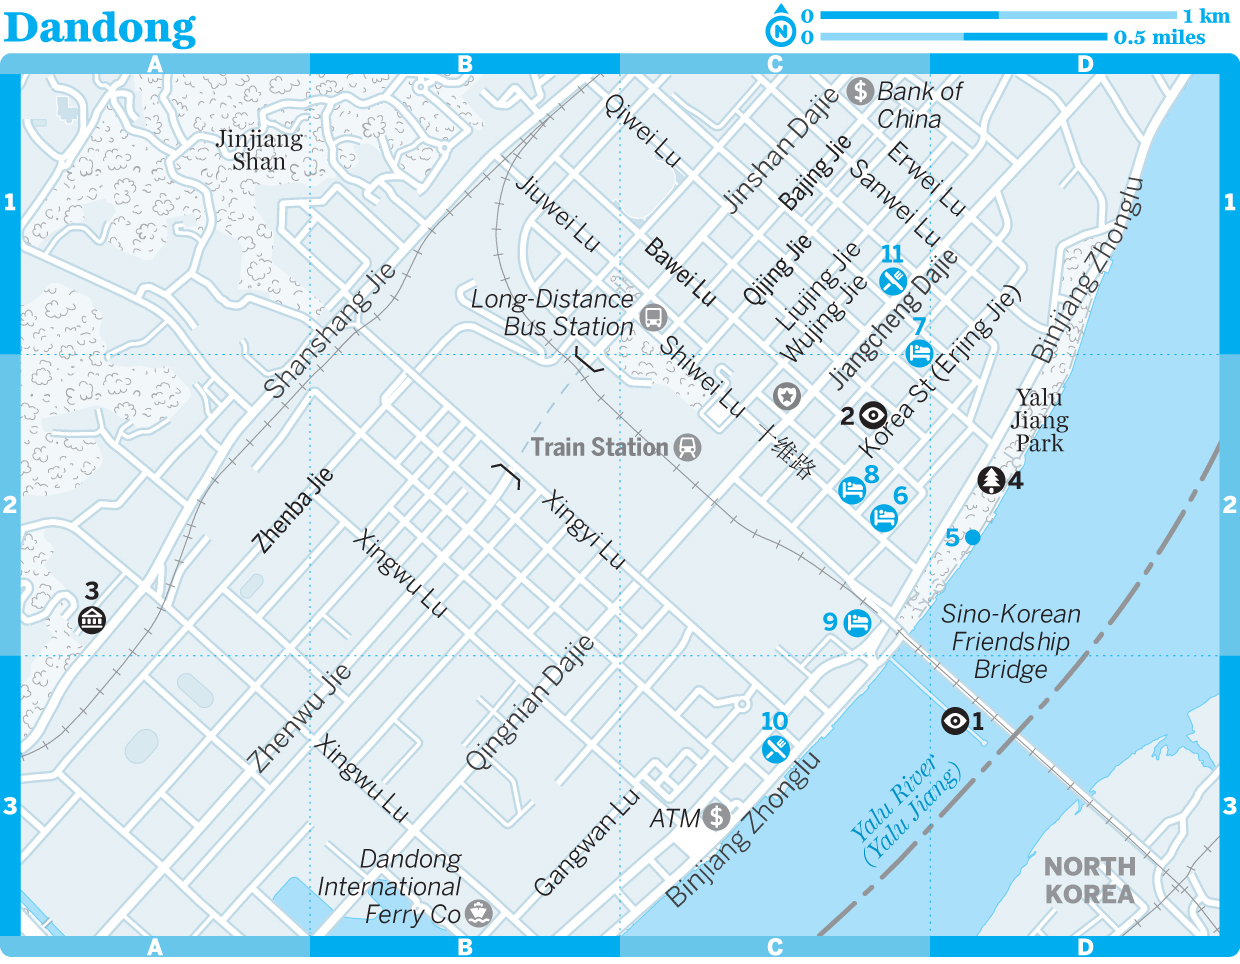 Dandong
N
0
1 km
0
0.5 miles
A
B
C
D
Bank of
China
Qiwei Lu
Jinjiang
Shan
Jinshan Dajie
Bajing Jie
Erwei Lu
Sanwei Lu
1
1
Jiuwei Lu
Bawei Lu
Qijing Jie
Liujing Jie
Wujing Jie
11
Jiangcheng Dajie
Binjiang Zhonglu
Shanshang Jie
Long-Distance
Bus Station
7
Korea St (Erjing Jie)
Shiwei Lu
2
Yalu
Jiang
Park
Train Station
十维路
8
4
6
2
2
Zhenba Jie
Xingyi Lu
5
Xingwu Lu
3
9
Sino-Korean
Friendship
Bridge
Zhenwu Jie
Qingnian Dajie
10
1
Xingwu Lu
Yalu River
(Yalu Jiang)
3
3
Gangwan Lu
ATM
$
Binjiang Zhonglu
Dandong
International
Ferry Co
NORTH
KOREA
A
B
C
D